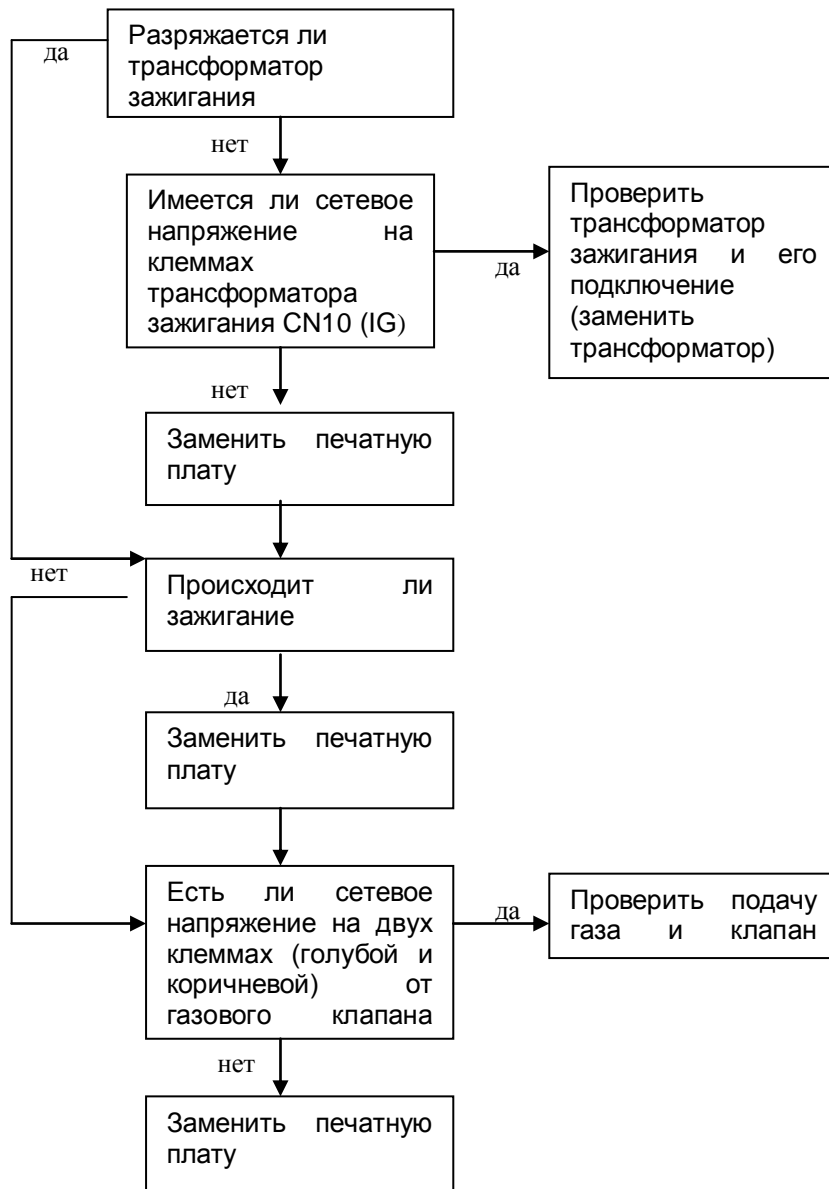 Разряжается ли
да
трансформатор
зажигания
нет
Имеется ли сетевое
напряжение на
клеммах
трансформатора
зажигания CN10 (IG)
да
Проверить
трансформатор
зажигания и его
подключение
(заменить
трансформатор)
нет
Заменить печатную
плату
нет
Происходит ли
зажигание
да
Заменить печатную
плату
Есть ли сетевое
напряжение на двух
клеммах (голубой и
коричневой) от
газового клапана
да
Проверить подачу
газа и клапан
нет
Заменить печатную
плату